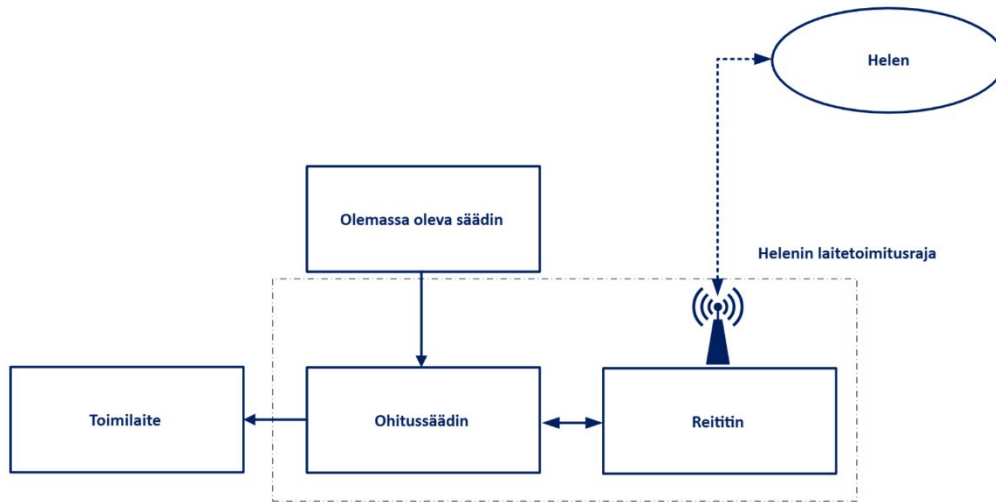 Helen
Olemassa oleva säädin
Helenin laitetoimitusraja
Toimilaite
Ohitussäädin
Reititin